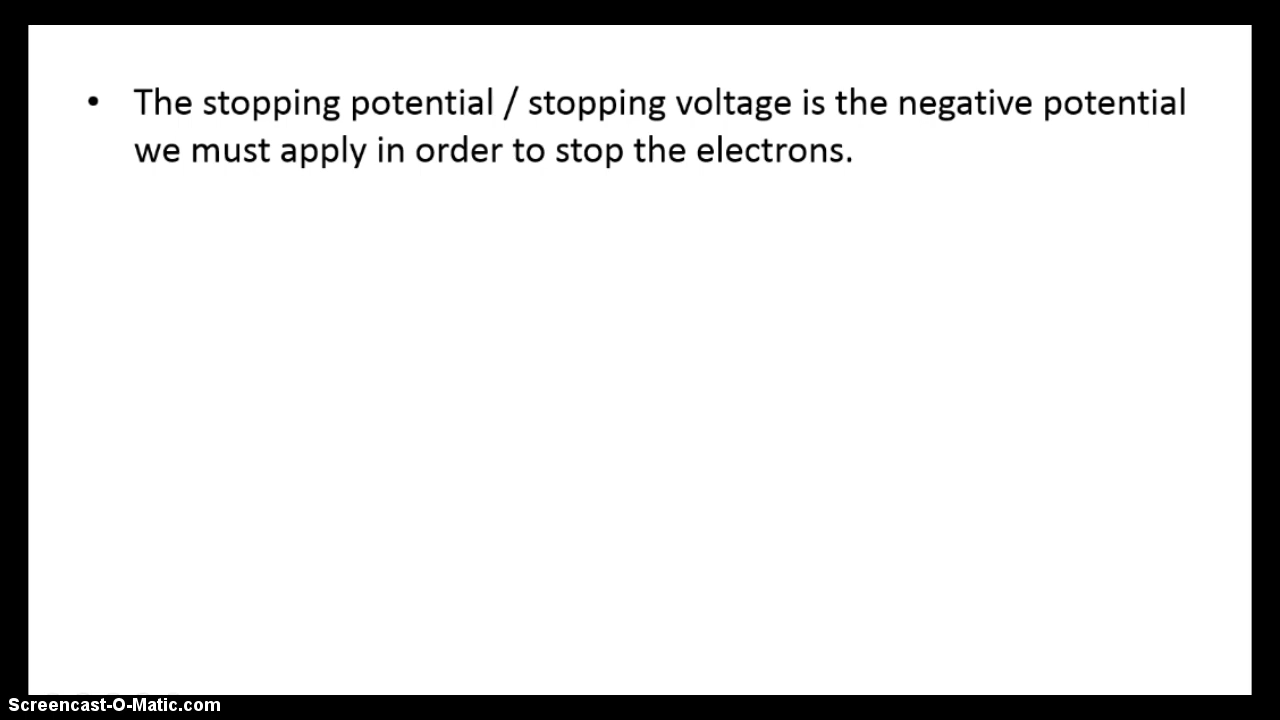 • The stopping potential / stopping voltage is the negative potential
we must apply in order to stop the electrons.
Screencast-O-Matic.com